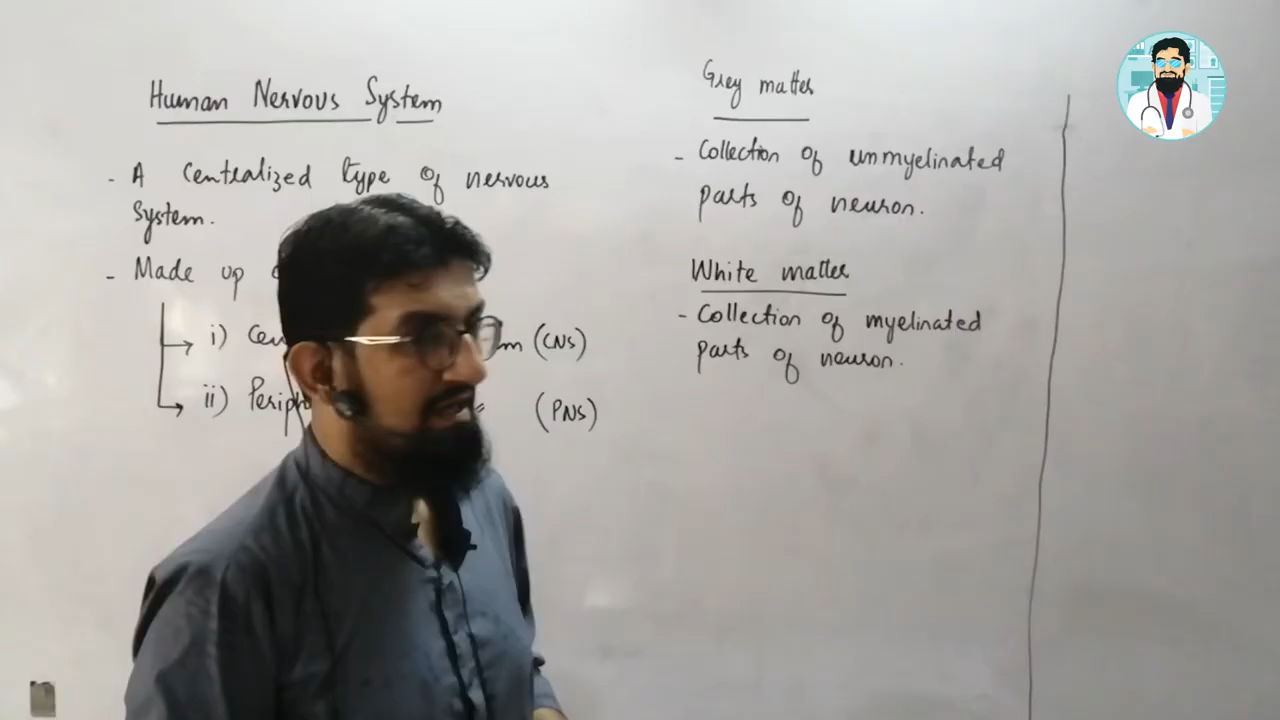 Human Nervous System
- A centralized type of nervous
System.
- Made up
i) Cen m (CNS)
ii) Periph (PNS)
Grey matter
- Collection of unmyelinated
parts of neuron.
White matter
- Collection of myelinated
parts of neuron.